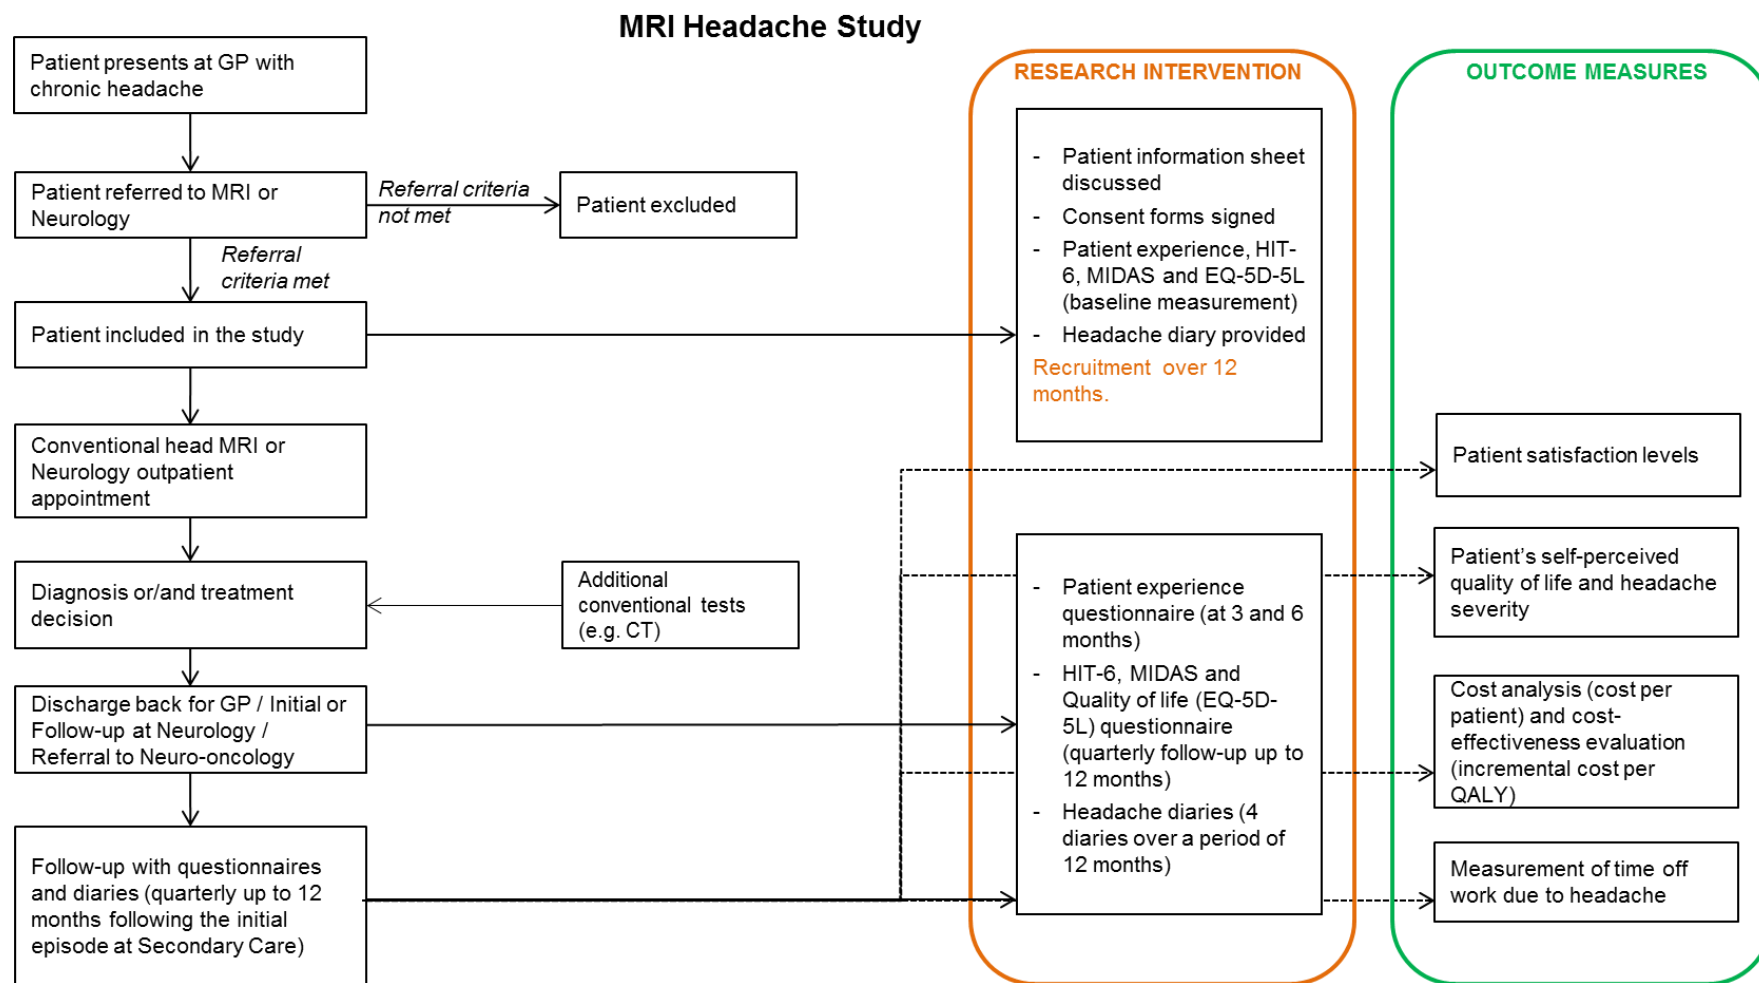 MRI Headache Study
Patient presents at GP with
chronic headache
Patient referred to MRI or
Neurology
Referral criteria
not met
Patient excluded
Referral
criteria met
Patient included in the study
Conventional head MRI or
Neurology outpatient
appointment
Diagnosis or/and treatment
decision
Additional
conventional tests
(e.g. CT)
Discharge back for GP / Initial or
Follow-up at Neurology /
Referral to Neuro-oncology
Follow-up with questionnaires
and diaries (quarterly up to 12
months following the initial
episode at Secondary Care)
RESEARCH INTERVENTION
- Patient information sheet
discussed
- Consent forms signed
- Patient experience, HIT-
6, MIDAS and EQ-5D-5L
(baseline measurement)
- Headache diary provided
Recruitment over 12
months.
- Patient experience
questionnaire (at 3 and 6
months)
- HIT-6, MIDAS and
Quality of life (EQ-5D-
5L) questionnaire
(quarterly follow-up up to
12 months)
- Headache diaries (4
diaries over a period of
12 months)
OUTCOME MEASURES
Patient satisfaction levels
Patient's self-perceived
quality of life and headache
severity
Cost analysis (cost per
patient) and cost-
effectiveness evaluation
(incremental cost per
QALY)
Measurement of time off
work due to headache